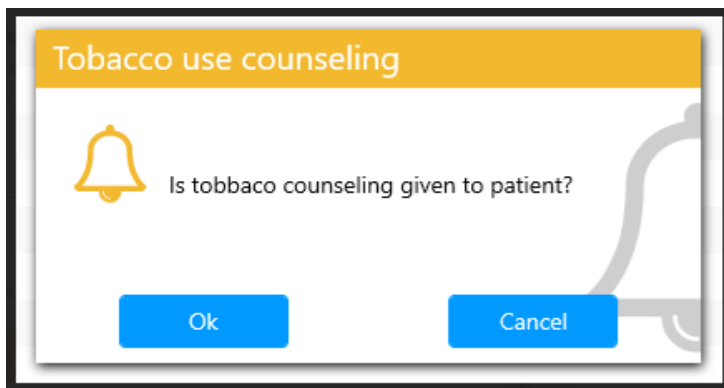 Tobacco use counseling
Is tobbaco counseling given to patient?
Ok Cancel